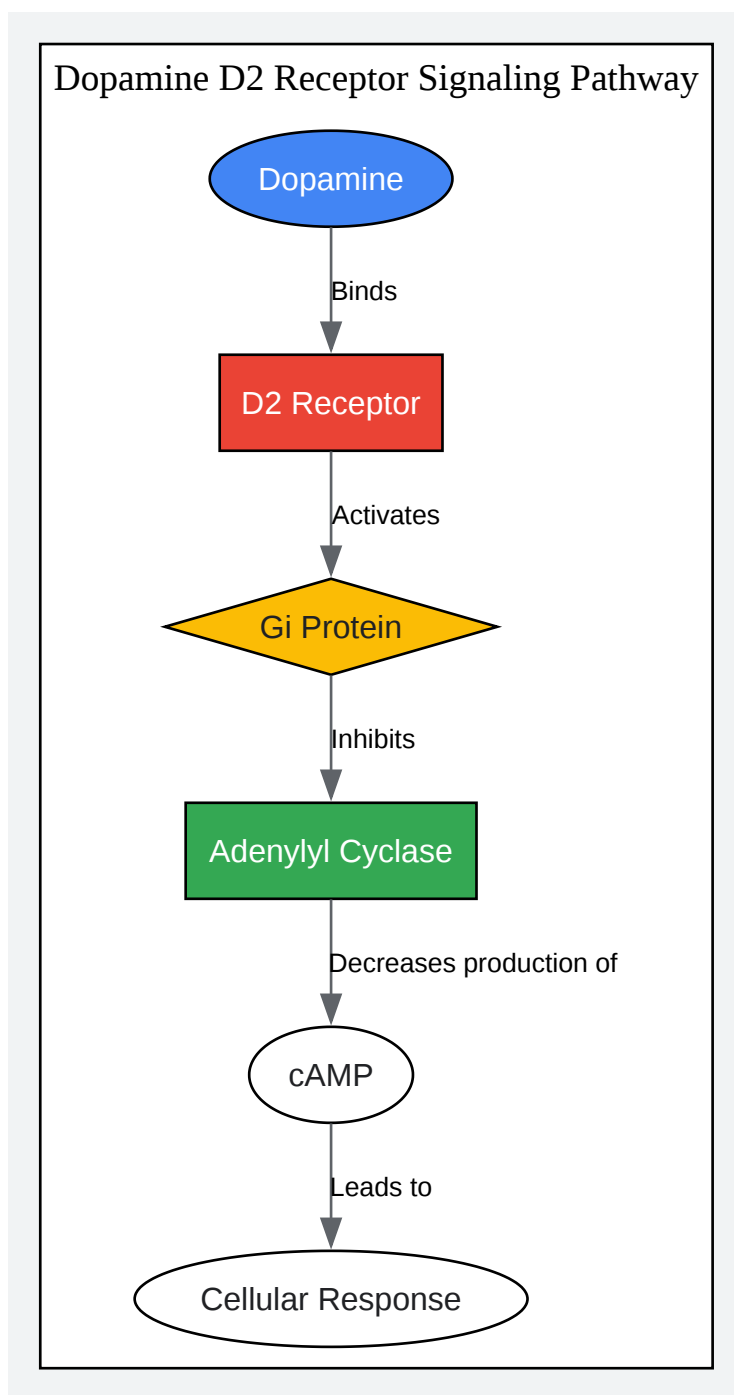 Dopamine D2 Receptor Signaling Pathway
Dopamine
Binds
D2 Receptor
Activates
Gi Protein
Inhibits
Adenylyl Cyclase
Decreases production of
cAMP
Leads to
Cellular Response